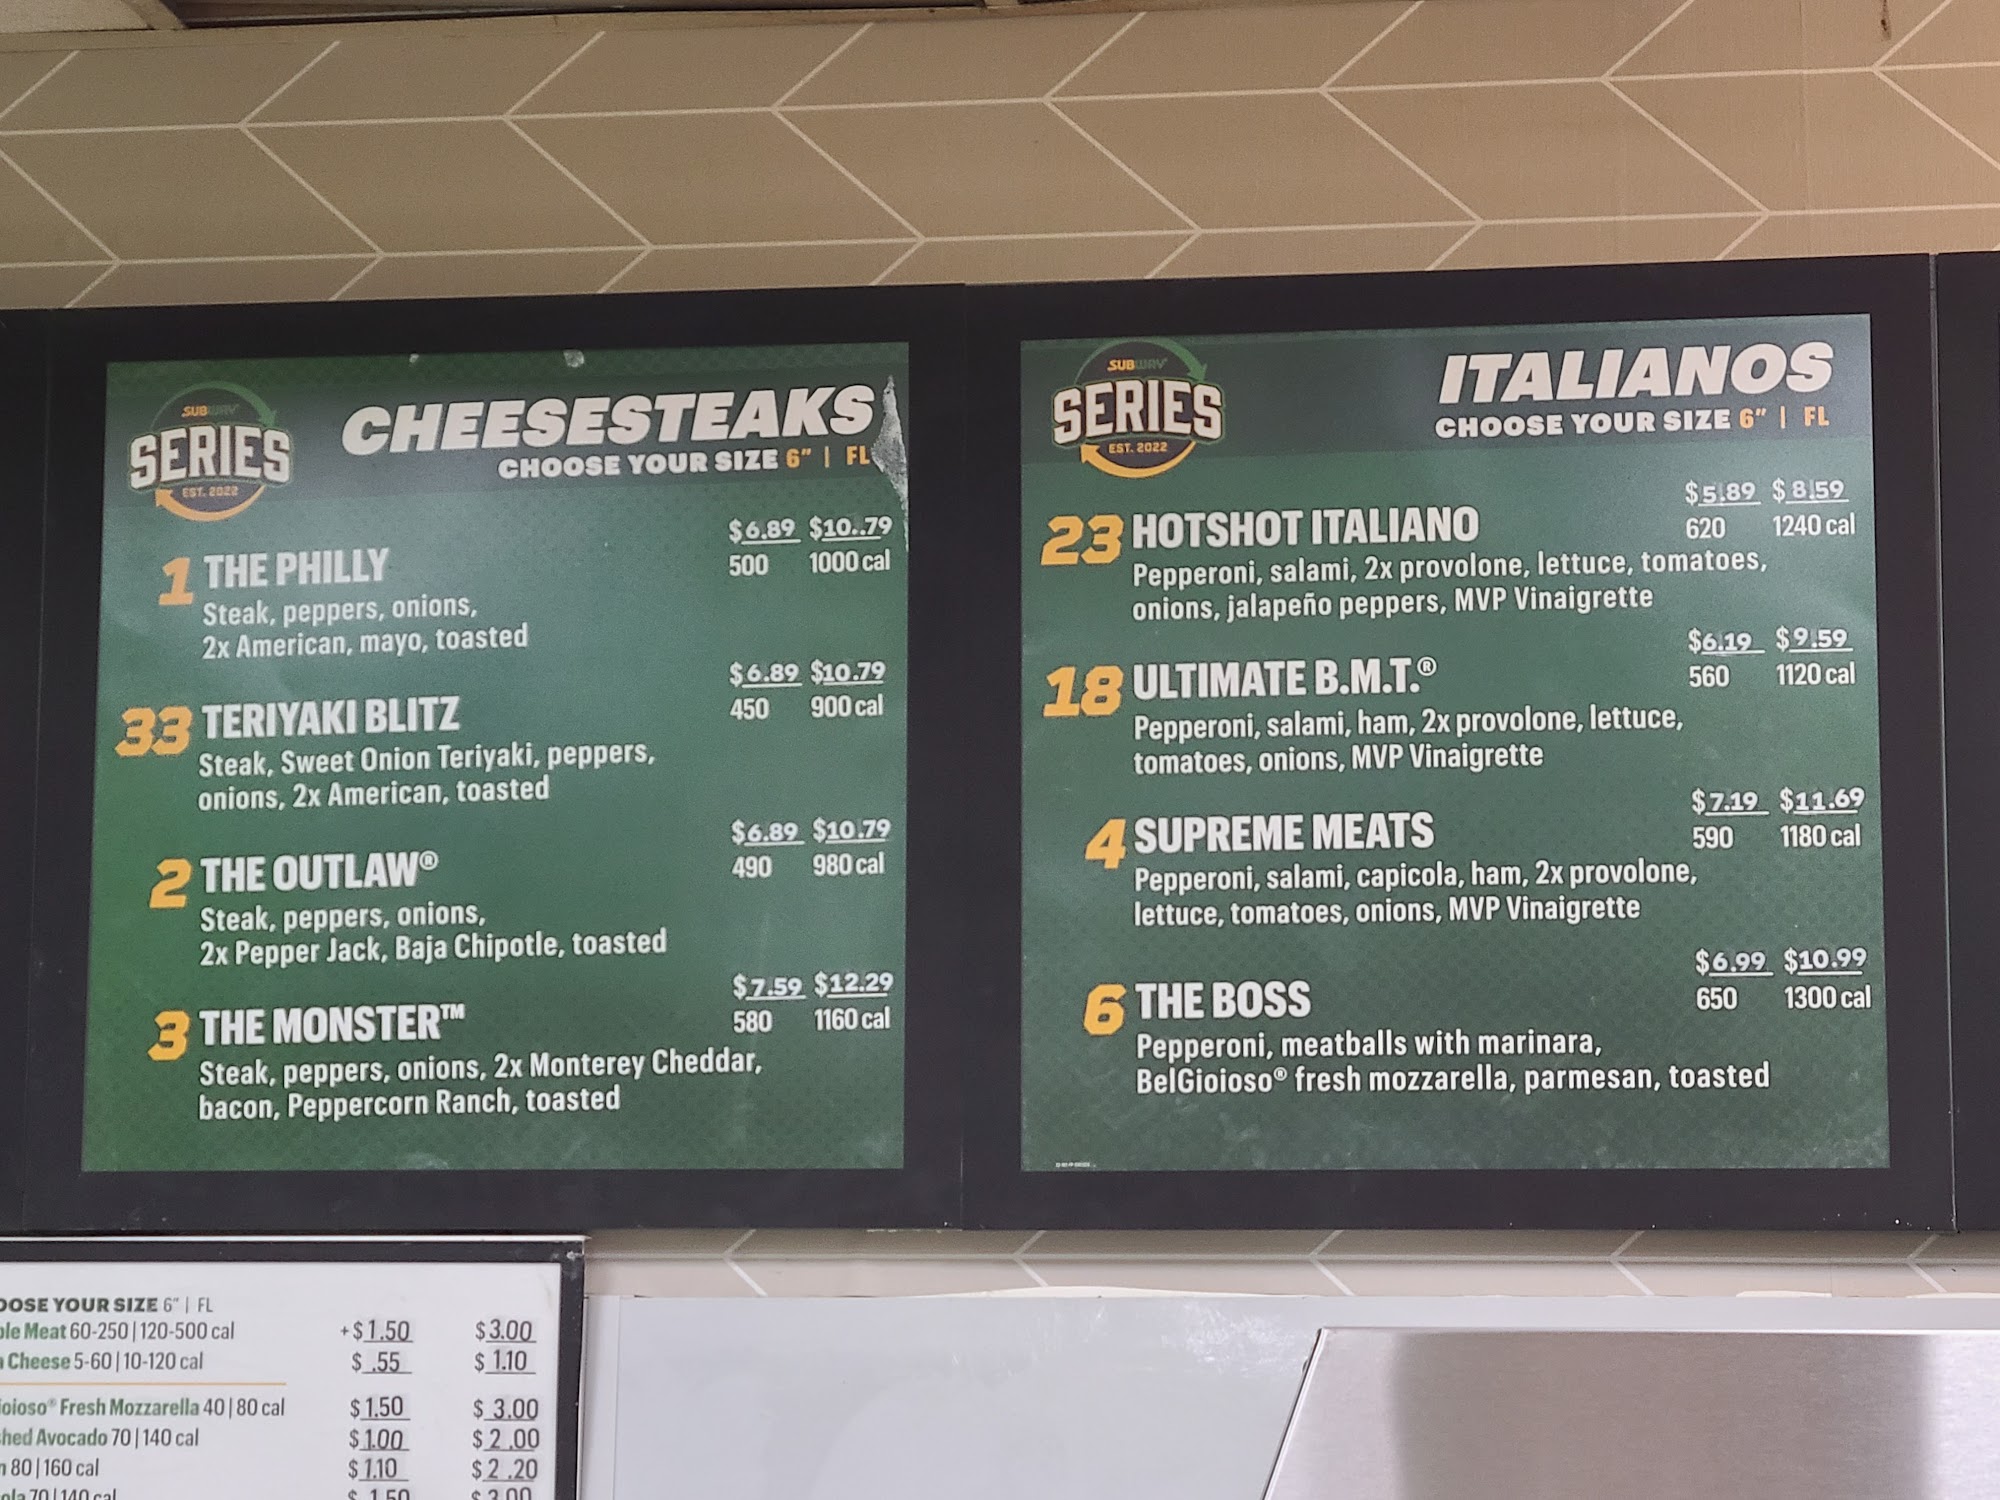 SUBWAY
SERIES
EST. 2022
CHEESESTEAKS
CHOOSE YOUR SIZE 6" | FL
$6.89 $10..79
1 THE PHILLY
500 1000 cal
Steak, peppers, onions,
2x American, mayo, toasted
$6.89 $10.79
33 TERIYAKI BLITZ
450 900 cal
Steak, Sweet Onion Teriyaki, peppers,
onions, 2x American, toasted
$6.89 $10.79
2 THE OUTLAW®
490 980 cal
Steak, peppers, onions,
2x Pepper Jack, Baja Chipotle, toasted
$7.59 $12.29
3 THE MONSTER™
580 1160 cal
Steak, peppers, onions, 2x Monterey Cheddar,
bacon, Peppercorn Ranch, toasted
SUBWAY
SERIES
EST. 2022
ITALIANOS
CHOOSE YOUR SIZE 6" | FL
$5.89 $8.59
23 HOTSHOT ITALIANO
620 1240 cal
Pepperoni, salami, 2x provolone, lettuce, tomatoes,
onions, jalapeño peppers, MVP Vinaigrette
$6.19 $9.59
18 ULTIMATE B.M.T.®
560 1120 cal
Pepperoni, salami, ham, 2x provolone, lettuce,
tomatoes, onions, MVP Vinaigrette
$7.19 $11.69
4 SUPREME MEATS
590 1180 cal
Pepperoni, salami, capicola, ham, 2x provolone,
lettuce, tomatoes, onions, MVP Vinaigrette
$6.99 $10.99
6 THE BOSS
650 1300 cal
Pepperoni, meatballs with marinara,
BelGioioso® fresh mozzarella, parmesan, toasted
YOUR SIZE 6" | FL
Meat 60-250 | 120-500 cal +$1.50 $3.00
Cheese 5-60 | 10-120 cal $.55 $1.10
Fresh Mozzarella 40 | 80 cal $1.50 $3.00
Avocado 70 | 140 cal $1.00 $2.00
80 | 160 cal $1.10 $2.20
70 | 140 cal $1.50 $3.00